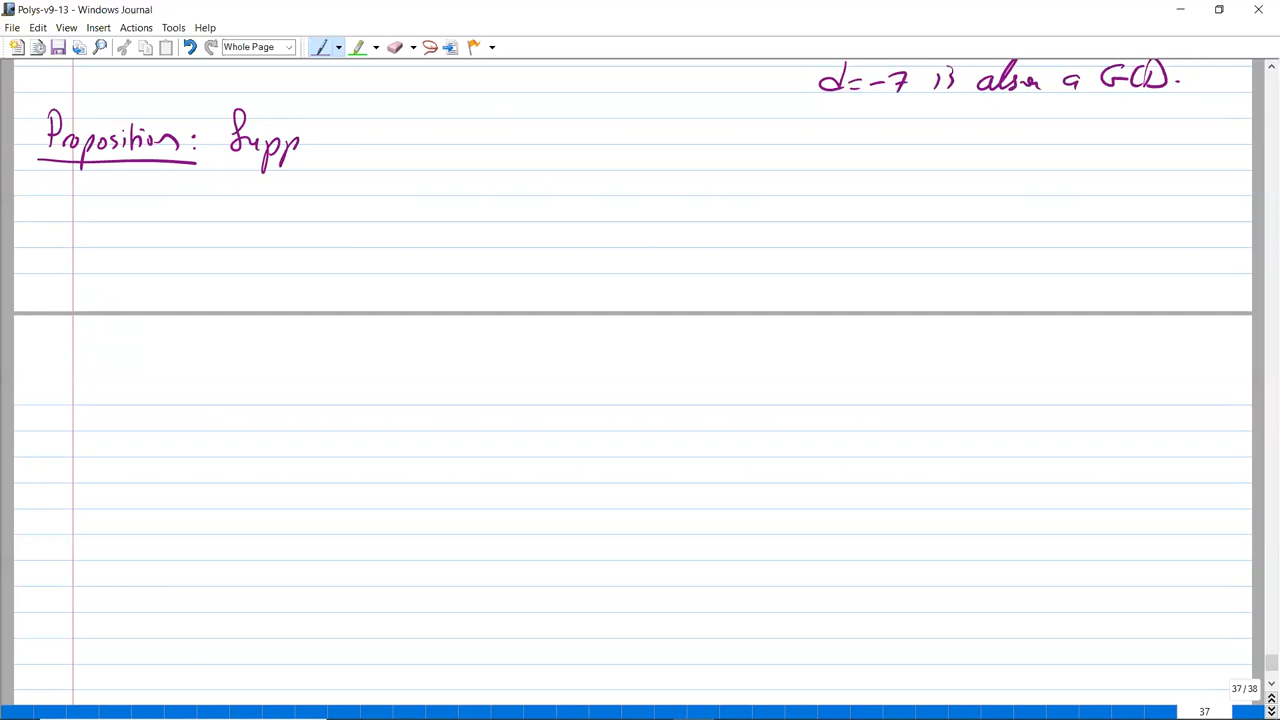 Polys-v9-13 - Windows Journal
File Edit View Insert Actions Tools Help
Whole Page
d = -7 is also a GCD.
Proposition: Supp
37 / 38
37